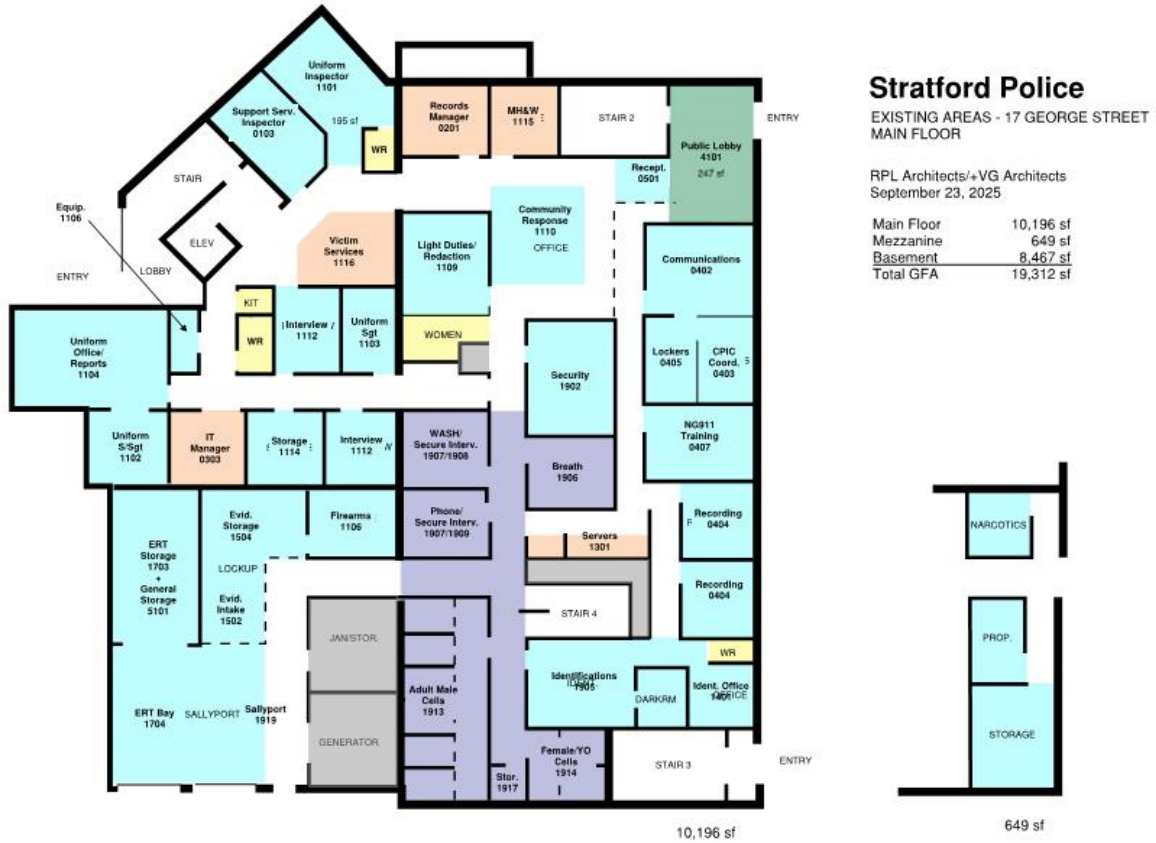 Stratford Police
EXISTING AREAS - 17 GEORGE STREET
MAIN FLOOR
RPL Architects/+VG Architects
September 23, 2025
Main Floor 10,196 sf
Mezzanine 649 sf
Basement 8,467 sf
Total GFA 19,312 sf
Uniform
Inspector
1101
195 sf
Support Serv.
Inspector
0103
WR
Records
Manager
0201
MH&W
1115
STAIR 2
Public Lobby
4101
247 sf
ENTRY
Recept.
0501
STAIR
Equip.
1106
ELEV
LOBBY
ENTRY
Victim
Services
1116
Light Duties/
Redaction
1109
Community
Response
1110
OFFICE
Communications
0402
KIT
WR
Interview
1112
Uniform
Sgt
1103
WOMEN
Uniform
Office/
Reports
1104
Security
1902
Lockers
0405
CPIC
Coord.
0403
Uniform
S/Sgt
1102
IT
Manager
0303
Storage
1114
Interview
1112
WASH/
Secure Interv.
1907/1908
Breath
1906
NG911
Training
0407
ERT
Storage
1703
+
General
Storage
5101
Evid.
Storage
1504
LOCKUP
Evid.
Intake
1502
Firearms
1106
Phone/
Secure Interv.
1907/1909
Servers
1301
F
Recording
0404
Recording
0404
STAIR 4
JAN/STOR.
WR
Identifications
1905
DARKRM
Ident. Office
1401
OFFICE
ERT Bay
1704
SALLYPORT
Sallyport
1919
GENERATOR
Adult Male
Cells
1913
Stor.
1917
Female/YO
Cells
1914
STAIR 3
ENTRY
10,196 sf
NARCOTICS
PROP.
STORAGE
649 sf